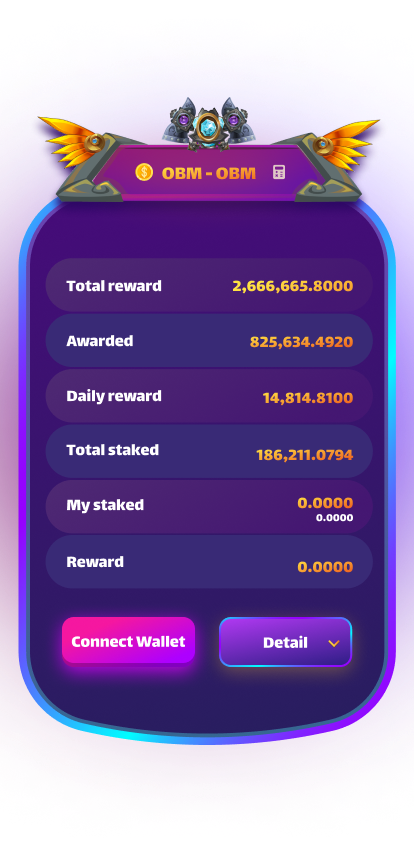 OBM - OBM
Total reward 2,666,665.8000
Awarded 825,634.4920
Daily reward 14,814.8100
Total staked 186,211.0794
My staked 0.0000
0.0000
Reward 0.0000
Connect Wallet Detail